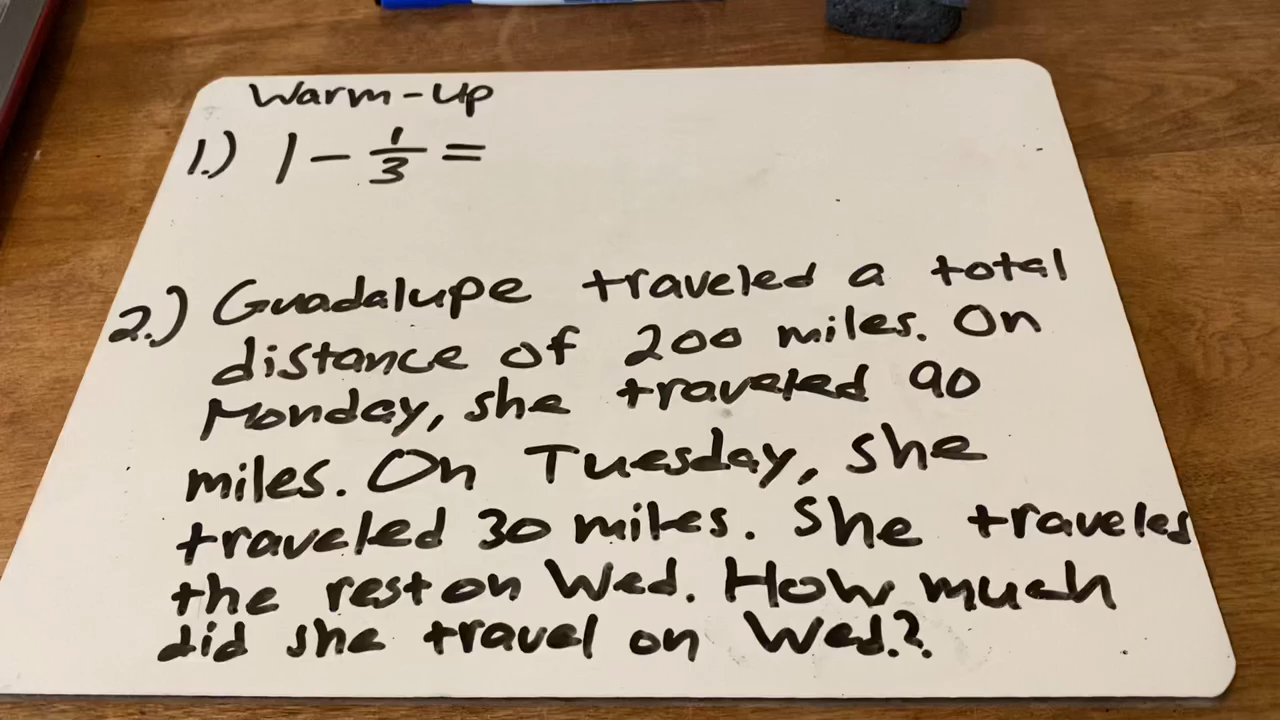 Warm-Up
1.) 1 - 1/3 =
2.) Guadalupe traveled a total
distance of 200 miles. On
Monday, she traveled 90
miles. On Tuesday, she
traveled 30 miles. She traveled
the rest on Wed. How much
did she travel on Wed.?